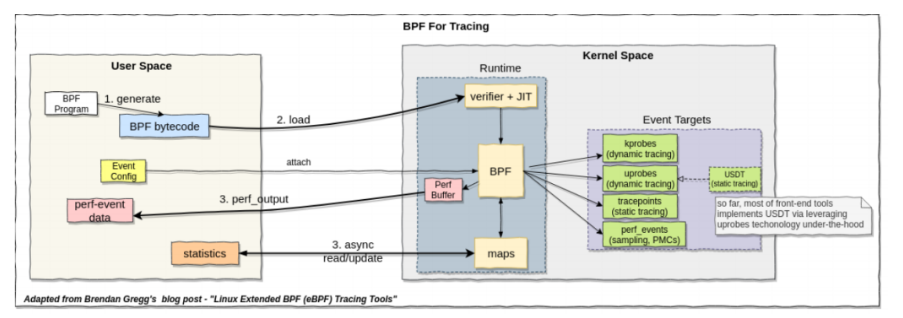 BPF For Tracing
User Space
BPF
Program
1. generate
BPF bytecode
2. load
Event
Config
attach
3. perf_output
perf-event
data
statistics
3. async
read/update
Kernel Space
Runtime
verifier + JIT
BPF
Perf
Buffer
maps
Event Targets
kprobes
(dynamic tracing)
uprobes
(dynamic tracing)
USDT
(static tracing)
tracepoints
(static tracing)
perf_events
(sampling, PMCs)
so far, most of front-end tools
implements USDT via leveraging
uprobes techonology under-the-hood
Adapted from Brendan Gregg's blog post - "Linux Extended BPF (eBPF) Tracing Tools"